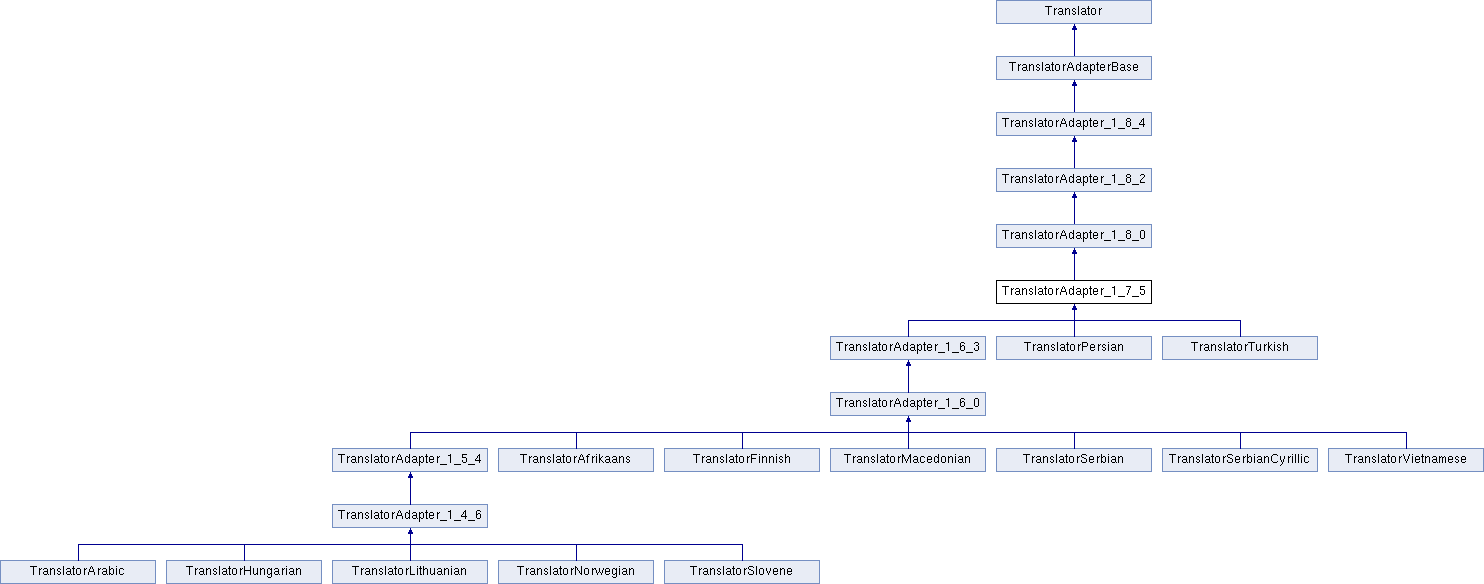 Translator
TranslatorAdapterBase
TranslatorAdapter_1_8_4
TranslatorAdapter_1_8_2
TranslatorAdapter_1_8_0
TranslatorAdapter_1_7_5
TranslatorAdapter_1_6_3 TranslatorPersian TranslatorTurkish
TranslatorAdapter_1_6_0
TranslatorAdapter_1_5_4 TranslatorAfrikaans TranslatorFinnish TranslatorMacedonian TranslatorSerbian TranslatorSerbianCyrillic TranslatorVietnamese
TranslatorAdapter_1_4_6
TranslatorArabic TranslatorHungarian TranslatorLithuanian TranslatorNorwegian TranslatorSlovene